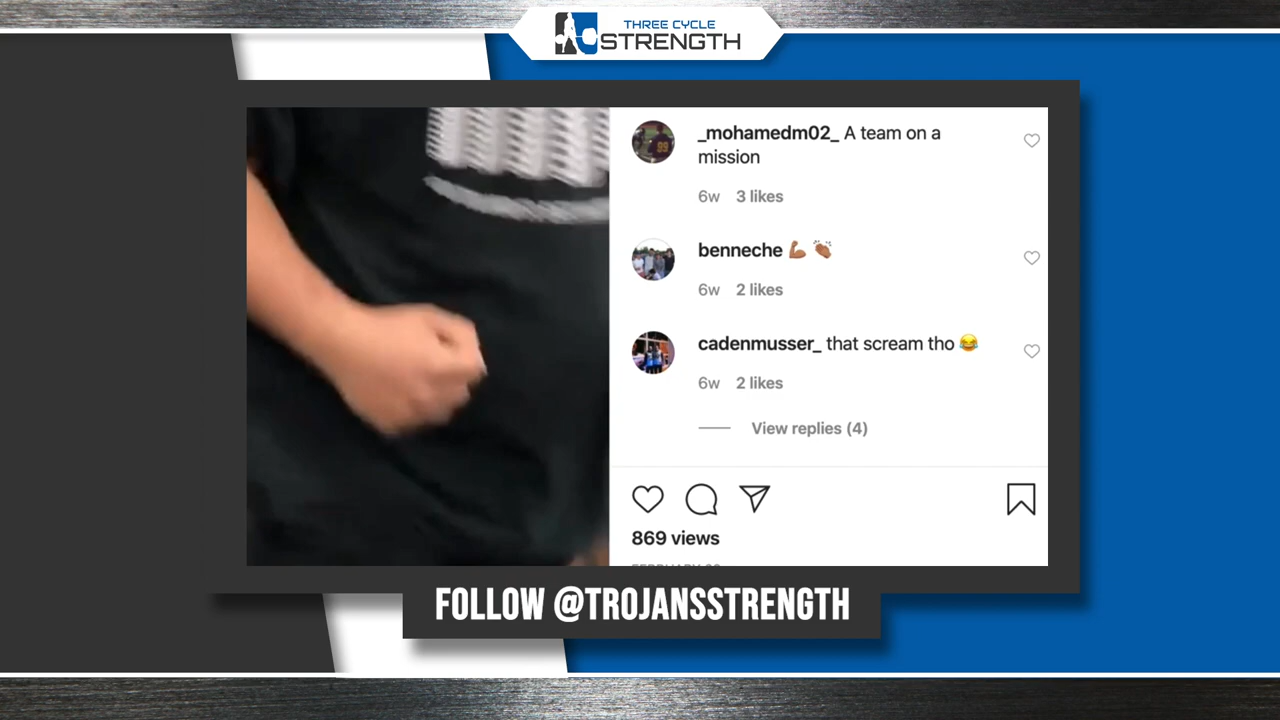 THREE CYCLE
STRENGTH
_mohamedm02_ A team on a
mission
6w 3 likes
benneche 💪🏾 👏🏾
6w 2 likes
cadenmusser_ that scream tho 😂
6w 2 likes
View replies (4)
869 views
FOLLOW @TROJANSSTRENGTH